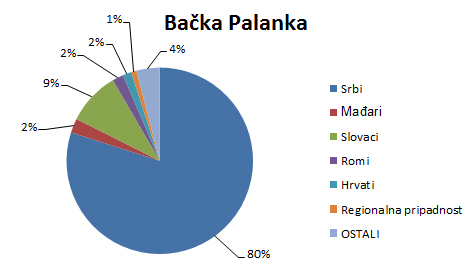 Bačka Palanka
1%
2%
2%
9%
2%
4%
80%
Srbi
Mađari
Slovaci
Romi
Hrvati
Regionalna pripadnost
OSTALI